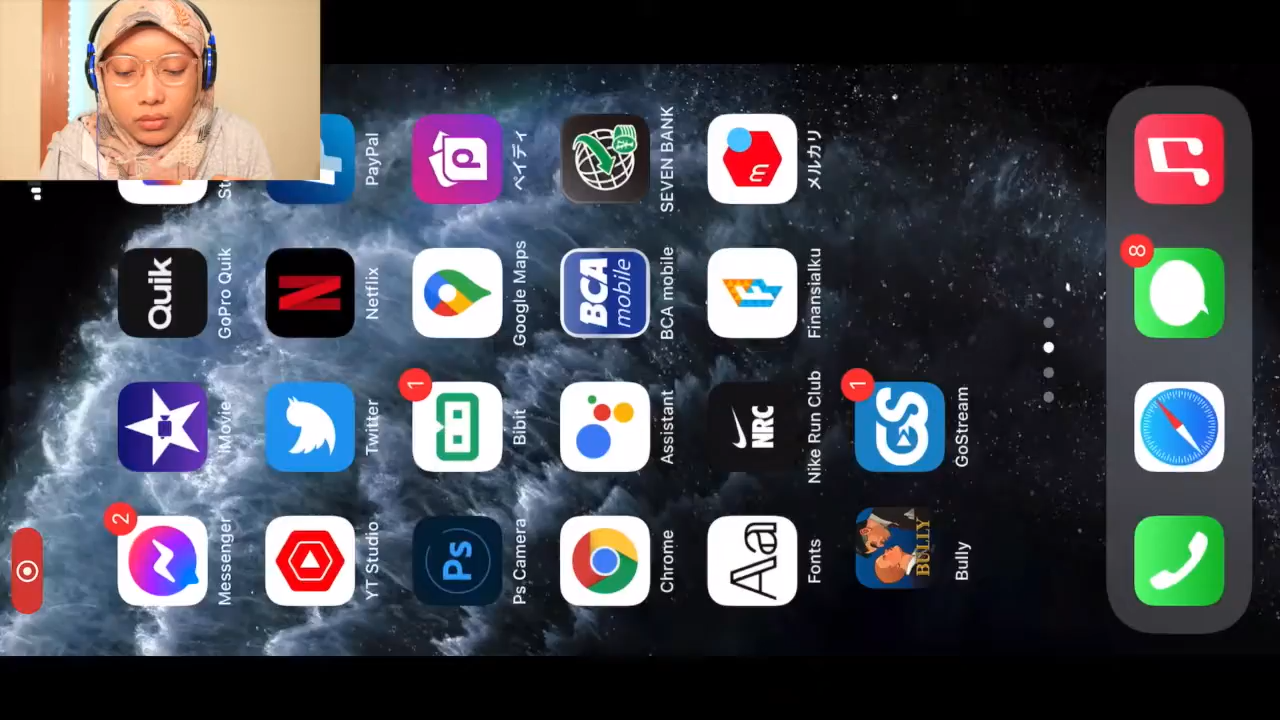 2
Quik
Messenger
iMovie
GoPro Quik
N
YT Studio
Twitter
Netflix
PayPal
Ps
1
p
Ps Camera
Bibit
Google Maps
ペイディ
BCA
mobile
Chrome
Assistant
BCA mobile
SEVEN BANK
Aa
NRC
m
Fonts
Nike Run Club
Finansialku
メルカリ
BULLY
1
GS
Bully
GoStream
8